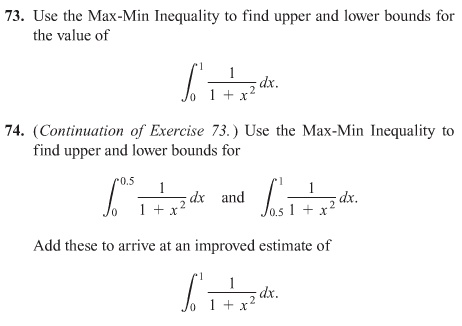 73. Use the Max-Min Inequality to find upper and lower bounds for
the value of
∫₀¹ 1/(1 + x²) dx.
74. (Continuation of Exercise 73.) Use the Max-Min Inequality to
find upper and lower bounds for
∫₀^0.5 1/(1 + x²) dx and ∫_0.5^1 1/(1 + x²) dx.
Add these to arrive at an improved estimate of
∫₀¹ 1/(1 + x²) dx.